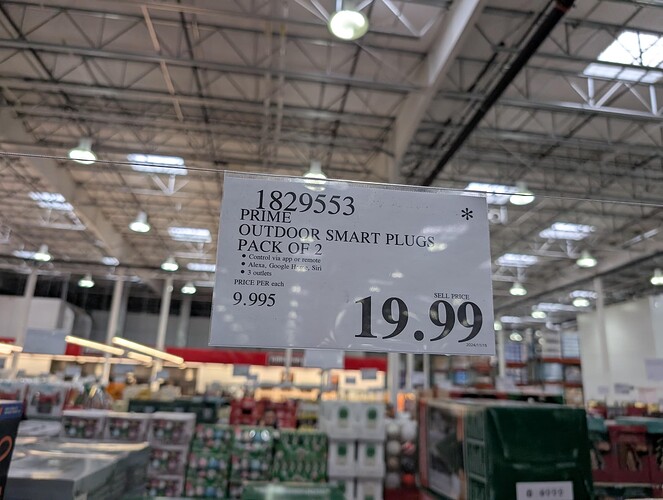 1829553
*
PRIME
OUTDOOR SMART PLUGS
PACK OF 2
• Control via app or remote
• Alexa, Google Home, Siri
• 3 outlets
PRICE PER each
9.995
SELL PRICE
19.99